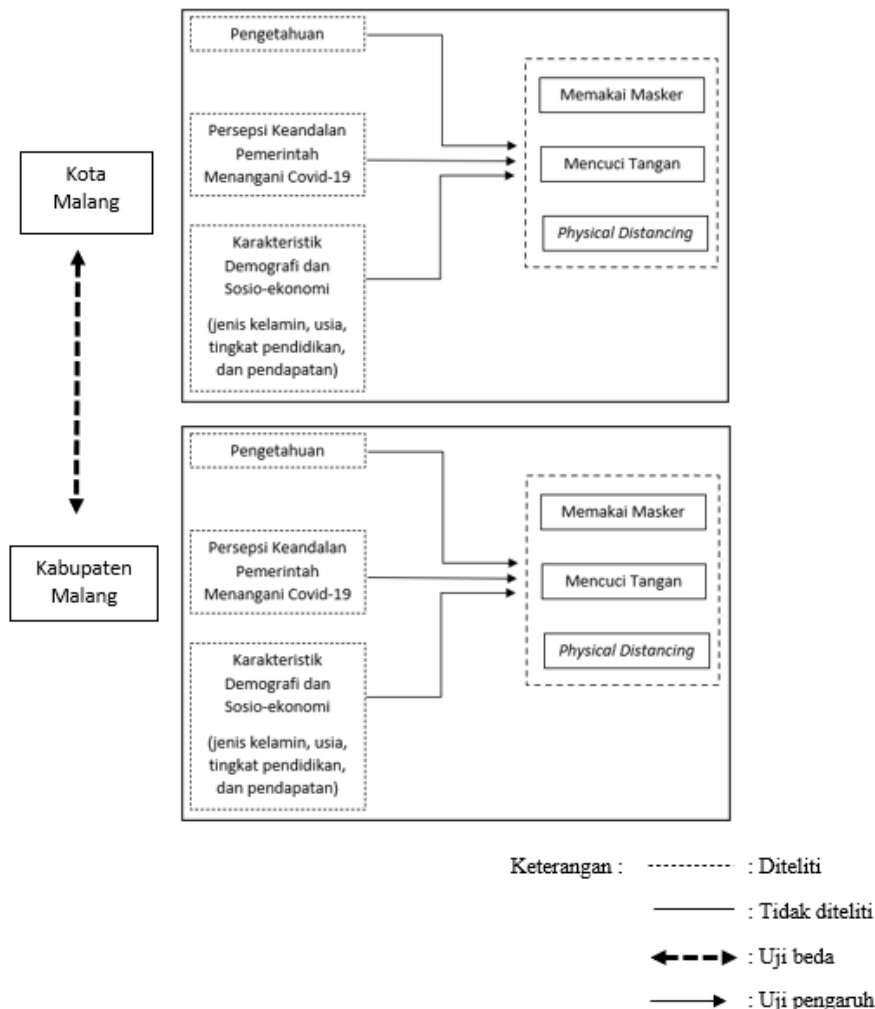 Kota
Malang
Pengetahuan
Persepsi Keandalan
Pemerintah
Menangani Covid-19
Karakteristik
Demografi dan
Sosio-ekonomi
(jenis kelamin, usia,
tingkat pendidikan,
dan pendapatan)
Memakai Masker
Mencuci Tangan
Physical Distancing
Kabupaten
Malang
Pengetahuan
Persepsi Keandalan
Pemerintah
Menangani Covid-19
Karakteristik
Demografi dan
Sosio-ekonomi
(jenis kelamin, usia,
tingkat pendidikan,
dan pendapatan)
Memakai Masker
Mencuci Tangan
Physical Distancing
Keterangan : : Diteliti
: Tidak diteliti
: Uji beda
: Uji pengaruh